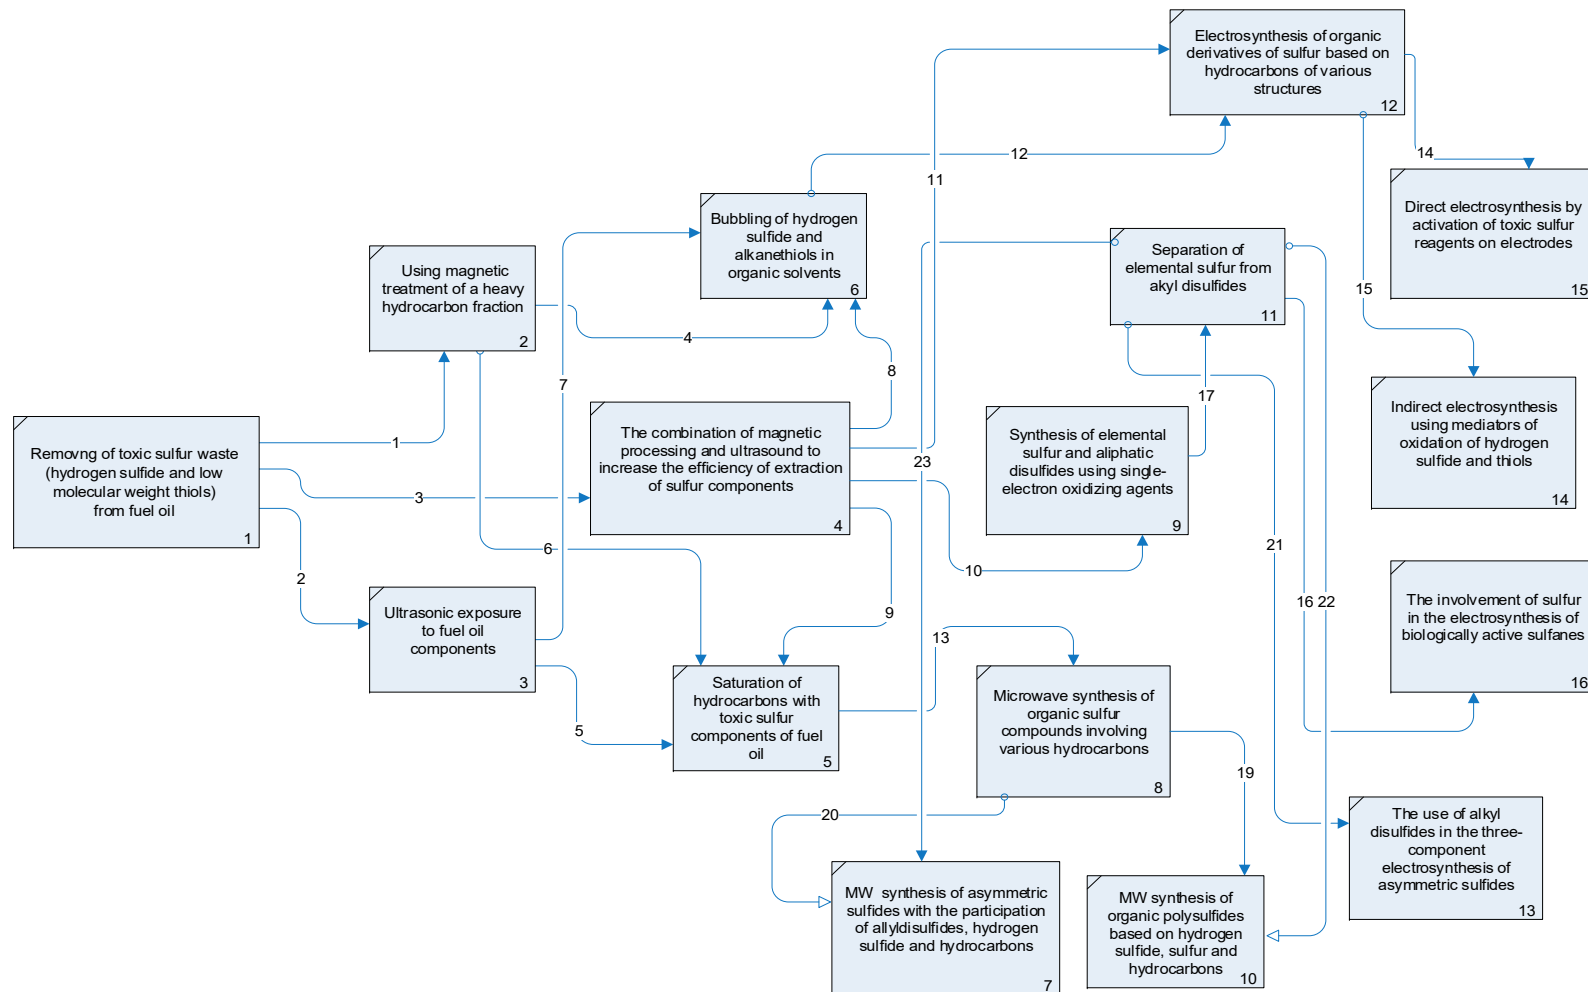 Electrosynthesis of organic
derivatives of sulfur based on
hydrocarbons of various
structures
12
14
12
11
Direct electrosynthesis by
activation of toxic sulfur
reagents on electrodes
15
Bubbling of hydrogen
sulfide and
alkanethiols in
organic solvents
6
Separation of
elemental sulfur from
akyl disulfides
11
Using magnetic
treatment of a heavy
hydrocarbon fraction
2
15
4
8
7
17
Indirect electrosynthesis
using mediators of
oxidation of hydrogen
sulfide and thiols
14
Removng of toxic sulfur waste
(hydrogen sulfide and low
molecular weight thiols)
from fuel oil
1
1
3
The combination of magnetic
processing and ultrasound to
increase the efficiency of extraction
of sulfur components
4
23
Synthesis of elemental
sulfur and aliphatic
disulfides using single-
electron oxidizing agents
9
2
6
10
21
9
16
22
The involvement of sulfur
in the electrosynthesis of
biologically active sulfanes
16
Ultrasonic exposure
to fuel oil
components
3
13
5
Saturation of
hydrocarbons with
toxic sulfur
components of fuel
oil
5
Microwave synthesis of
organic sulfur
compounds involving
various hydrocarbons
8
19
20
The use of alkyl
disulfides in the three-
component
electrosynthesis of
asymmetric sulfides
13
MW synthesis of asymmetric
sulfides with the participation
of allyldisulfides, hydrogen
sulfide and hydrocarbons
7
MW synthesis of
organic polysulfides
based on hydrogen
sulfide, sulfur and
hydrocarbons
10